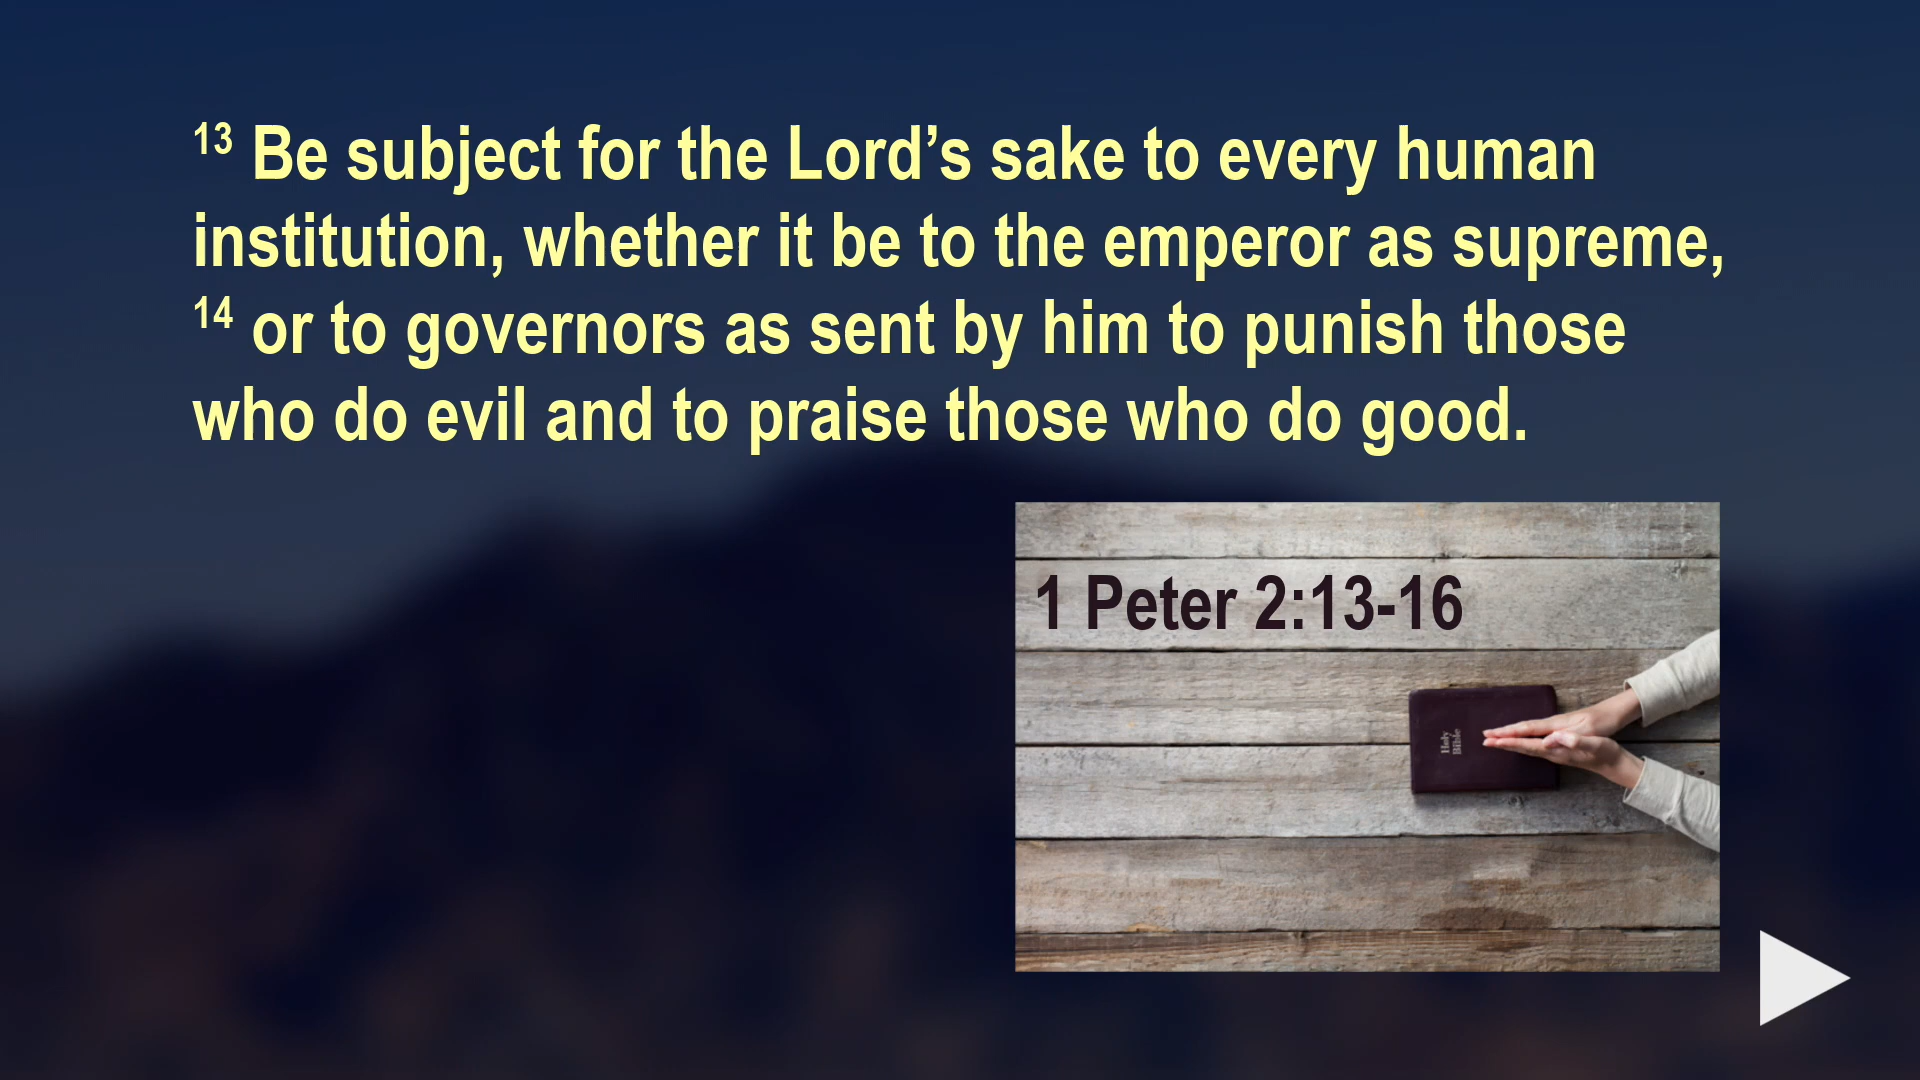 13 Be subject for the Lord’s sake to every human
institution, whether it be to the emperor as supreme,
14 or to governors as sent by him to punish those
who do evil and to praise those who do good.
1 Peter 2:13-16
Holy
Bible